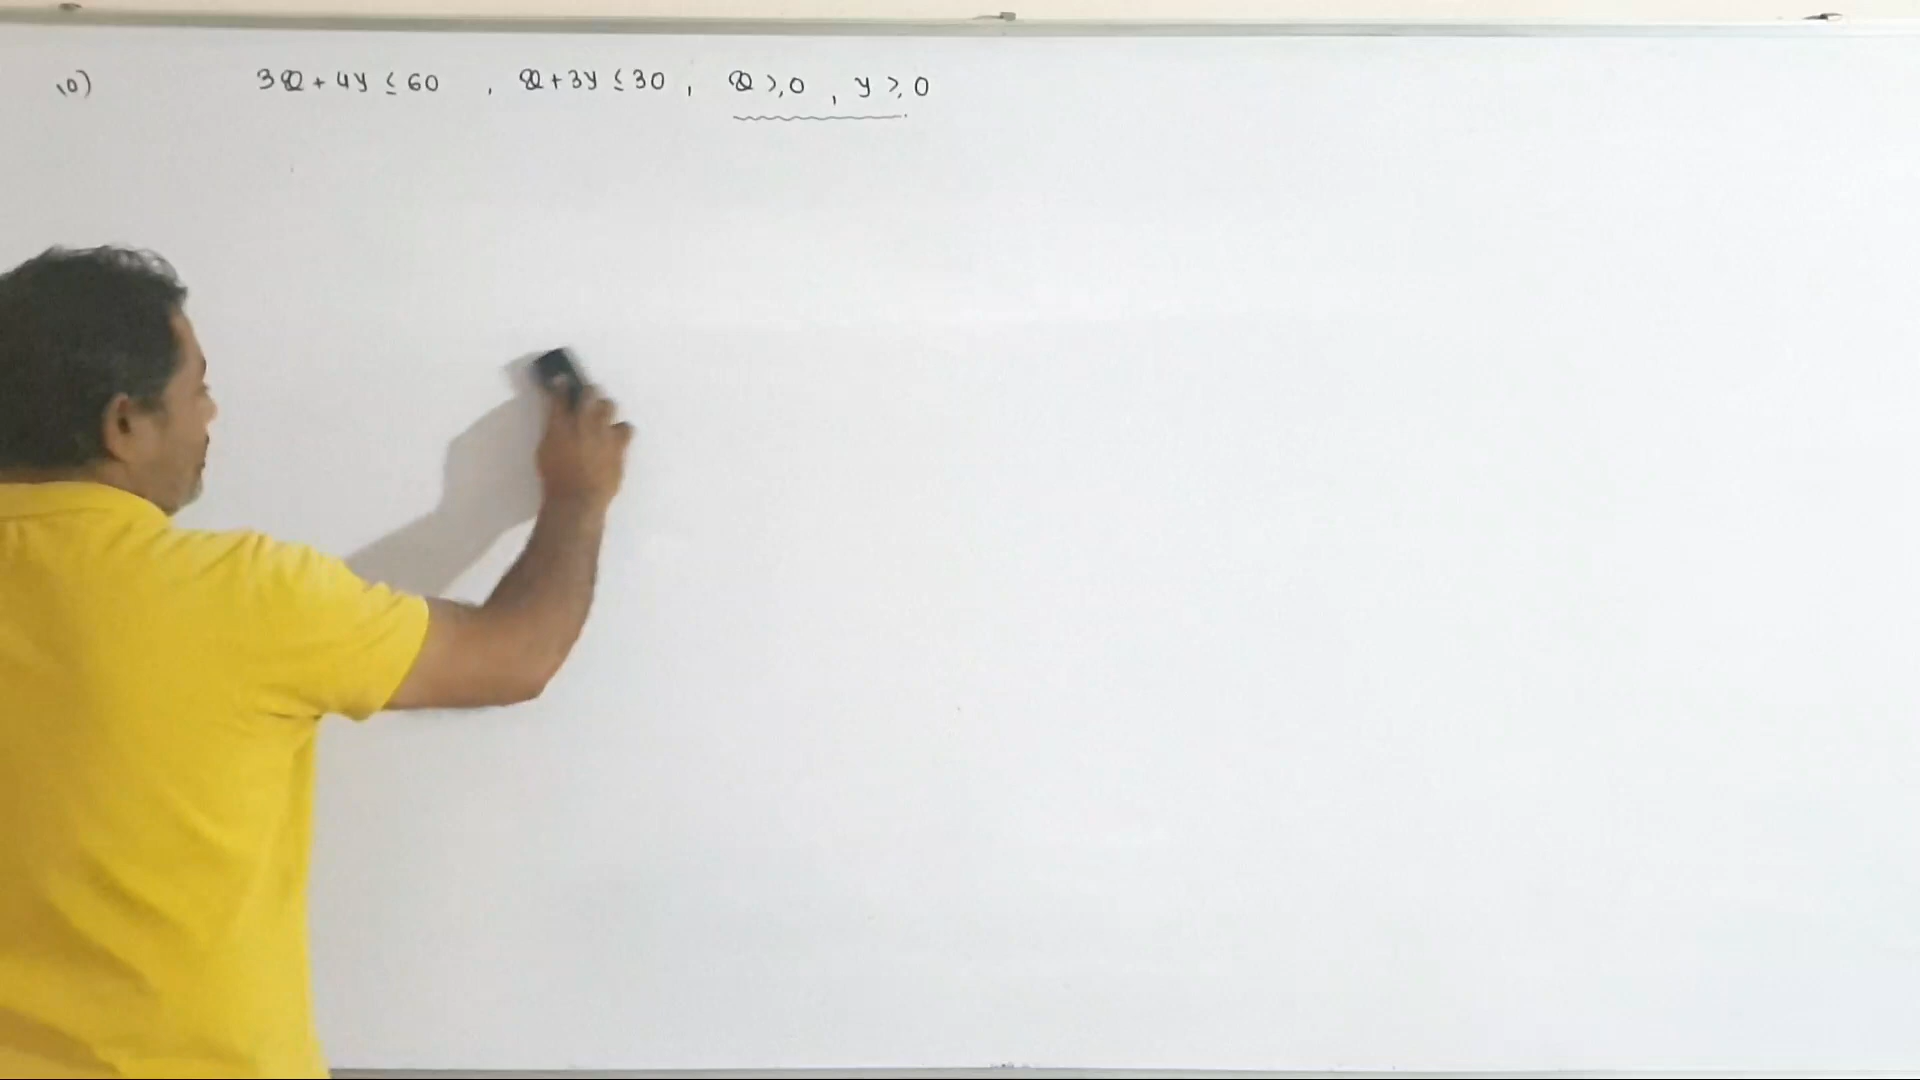 10) 3x + 4y ≤ 60 , x + 3y ≤ 30 , x ≥ 0 , y ≥ 0